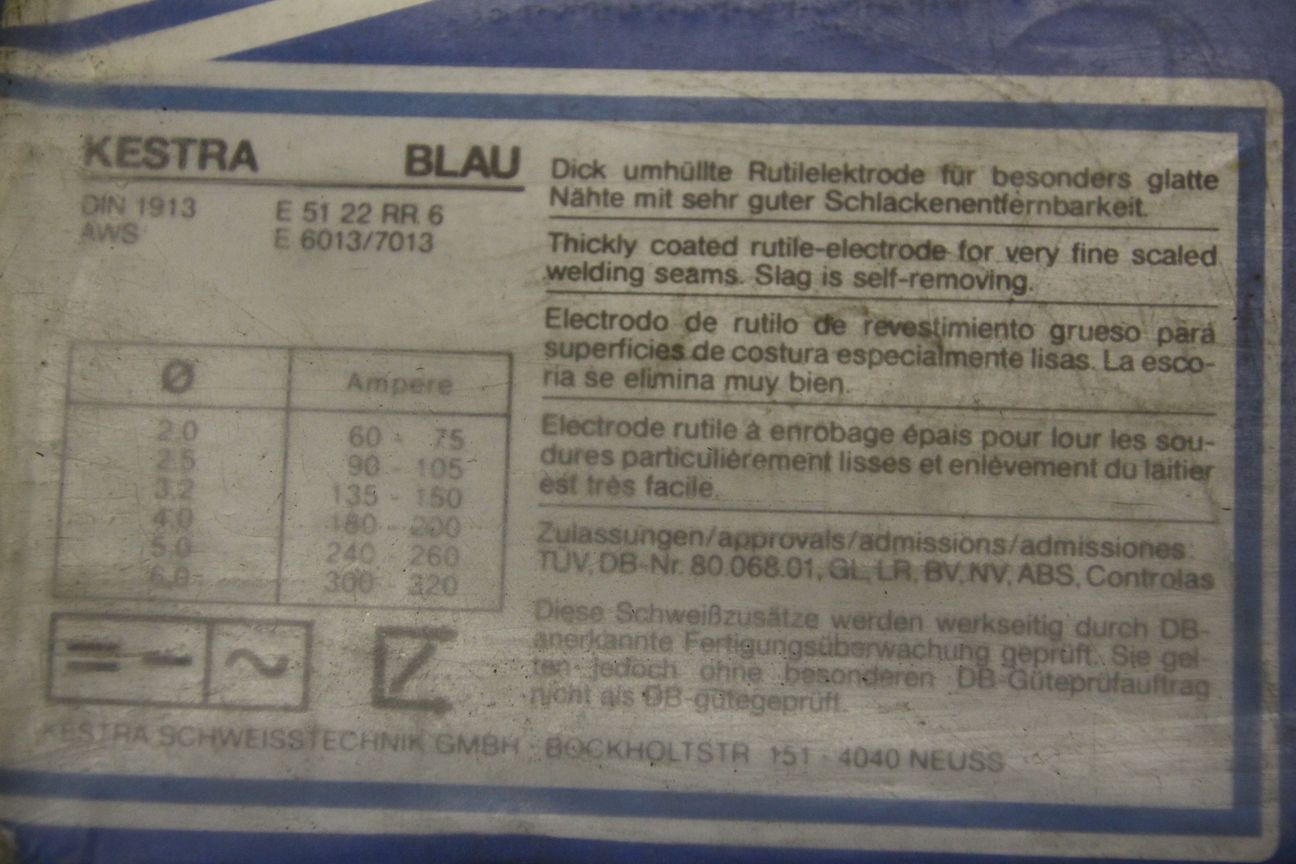 KESTRA BLAU
DIN 1913 E 51 22 RR 6
AWS E 6013/7013
Ø Ampere
2.0 60 - 75
2.5 90 - 105
3.2 135 - 150
4.0 180 - 200
5.0 240 - 260
6.0 300 - 320
= - ~
Dick umhüllte Rutilelektrode für besonders glatte
Nähte mit sehr guter Schlackenentfernbarkeit.
Thickly coated rutile-electrode for very fine scaled
welding seams. Slag is self-removing.
Electrodo de rutilo de revestimiento grueso para
superficies de costura especialmente lisas. La esco-
ria se elimina muy bien.
Electrode rutile à enrobage épais pour lour les sou-
dures particulièrement lisses et enlèvement du laitier
est très facile.
Zulassungen/approvals/admissions/admissiones:
TÜV, DB-Nr. 80.068.01, GL, LR, BV, NV, ABS, Controlas
Diese Schweißzusätze werden werkseitig durch DB-
anerkannte Fertigungsüberwachung geprüft. Sie gel-
ten jedoch ohne besonderen DB-Güteprüfauftrag
nicht als DB-gütegeprüft.
KESTRA SCHWEISSTECHNIK GMBH · BOCKHOLTSTR 151 · 4040 NEUSS